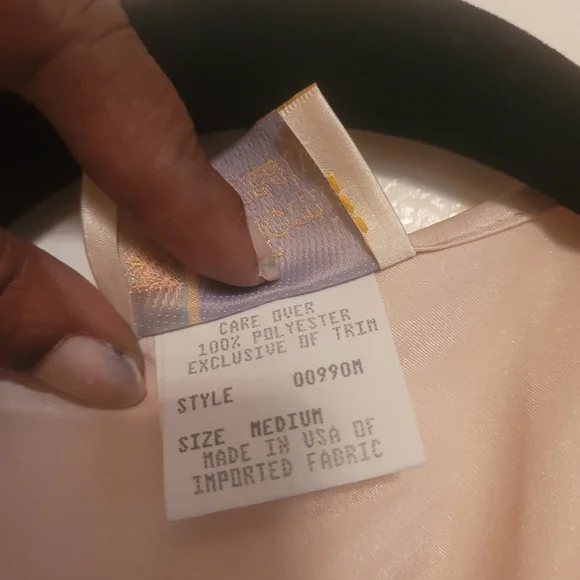 CARE OVER
100% POLYESTER
EXCLUSIVE OF TRIM
STYLE 00990M
SIZE MEDIUM
MADE IN USA OF
IMPORTED FABRIC